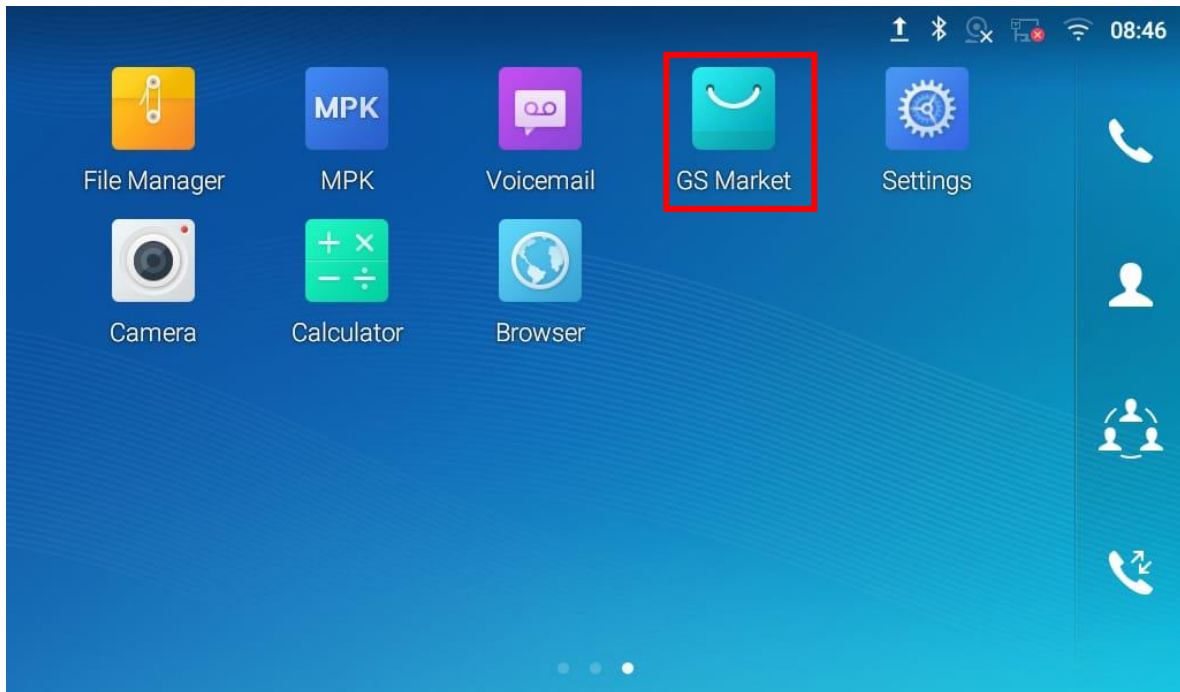 08:46
MPK
File Manager
MPK
Voicemail
GS Market
Settings
Camera
Calculator
Browser